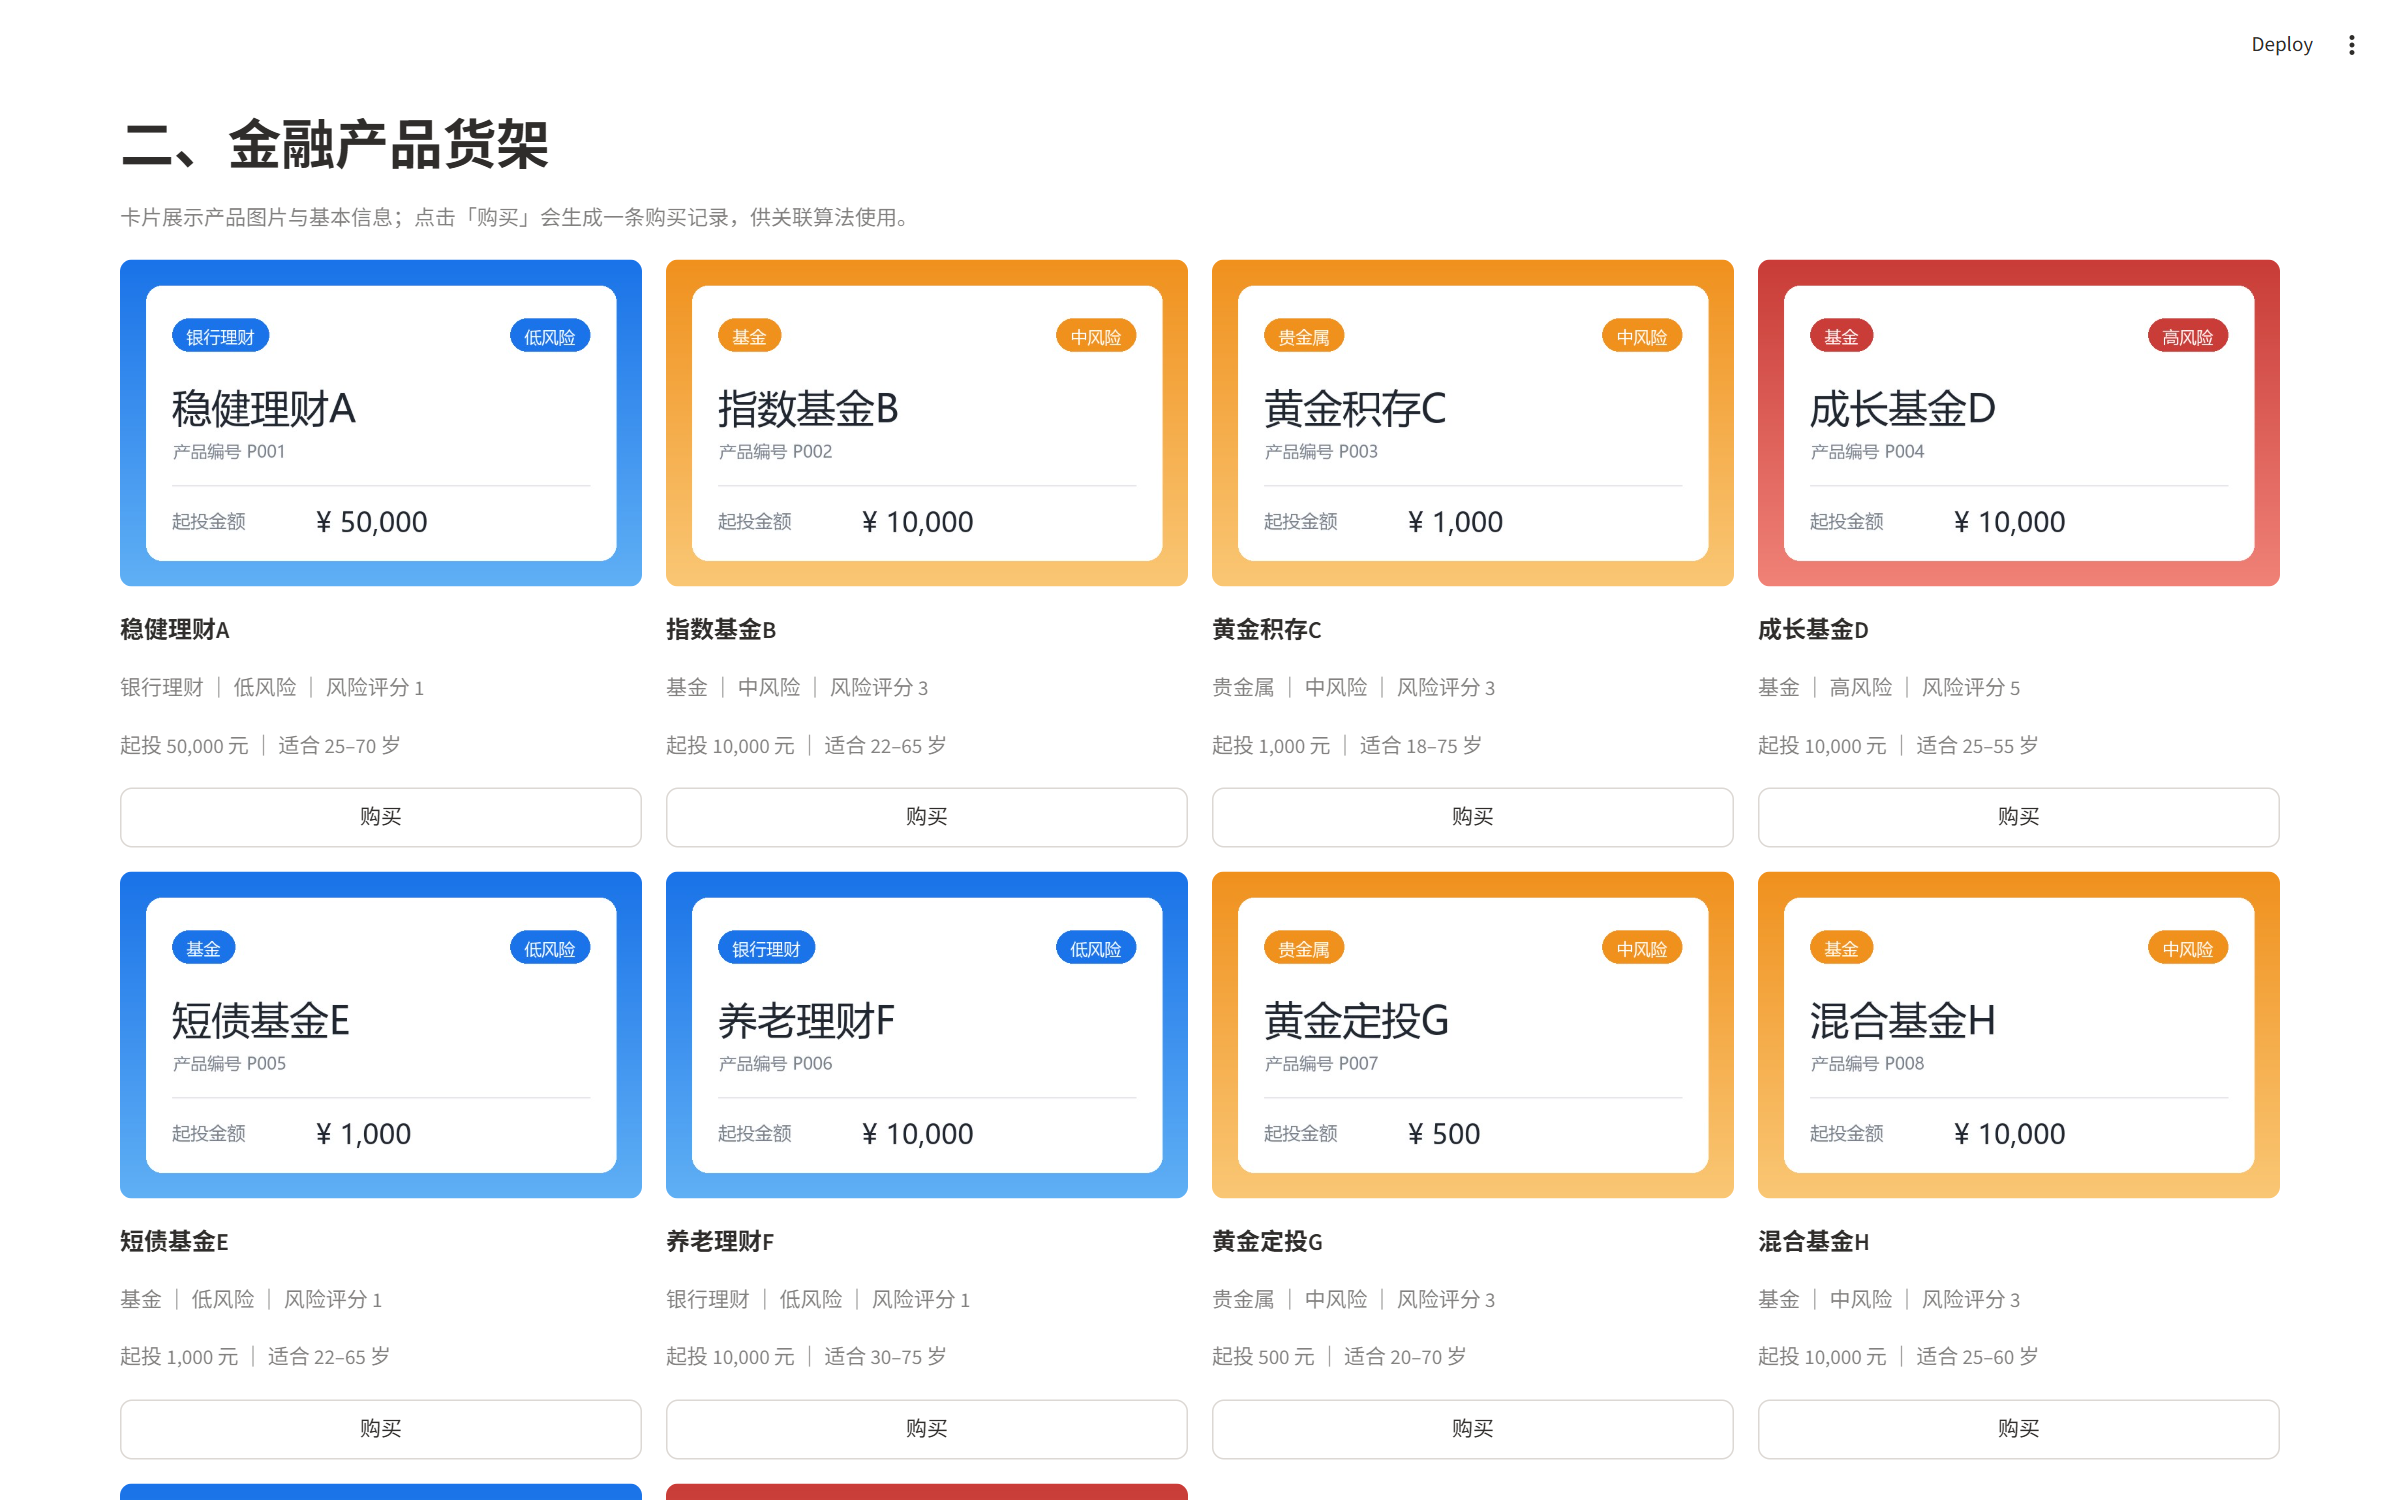 Deploy
二、金融产品货架
卡片展示产品图片与基本信息；点击「购买」会生成一条购买记录，供关联算法使用。
银行理财 低风险
稳健理财A
产品编号 P001
起投金额 ¥ 50,000
稳健理财A
银行理财 ｜ 低风险 ｜ 风险评分 1
起投 50,000 元 ｜ 适合 25–70 岁
购买
基金 中风险
指数基金B
产品编号 P002
起投金额 ¥ 10,000
指数基金B
基金 ｜ 中风险 ｜ 风险评分 3
起投 10,000 元 ｜ 适合 22–65 岁
购买
贵金属 中风险
黄金积存C
产品编号 P003
起投金额 ¥ 1,000
黄金积存C
贵金属 ｜ 中风险 ｜ 风险评分 3
起投 1,000 元 ｜ 适合 18–75 岁
购买
基金 高风险
成长基金D
产品编号 P004
起投金额 ¥ 10,000
成长基金D
基金 ｜ 高风险 ｜ 风险评分 5
起投 10,000 元 ｜ 适合 25–55 岁
购买
基金 低风险
短债基金E
产品编号 P005
起投金额 ¥ 1,000
短债基金E
基金 ｜ 低风险 ｜ 风险评分 1
起投 1,000 元 ｜ 适合 22–65 岁
购买
银行理财 低风险
养老理财F
产品编号 P006
起投金额 ¥ 10,000
养老理财F
银行理财 ｜ 低风险 ｜ 风险评分 1
起投 10,000 元 ｜ 适合 30–75 岁
购买
贵金属 中风险
黄金定投G
产品编号 P007
起投金额 ¥ 500
黄金定投G
贵金属 ｜ 中风险 ｜ 风险评分 3
起投 500 元 ｜ 适合 20–70 岁
购买
基金 中风险
混合基金H
产品编号 P008
起投金额 ¥ 10,000
混合基金H
基金 ｜ 中风险 ｜ 风险评分 3
起投 10,000 元 ｜ 适合 25–60 岁
购买